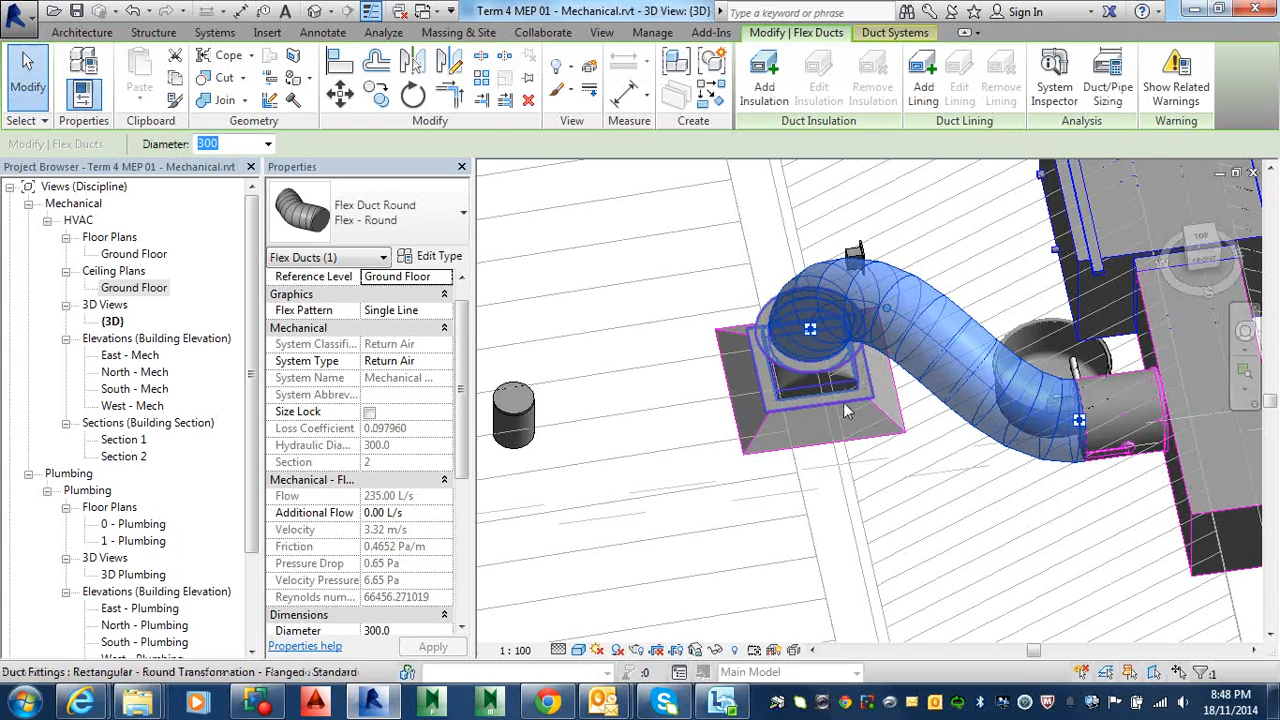 Term 4 MEP 01 - Mechanical.rvt - 3D View: {3D}
Type a keyword or phrase
Sign In
Architecture Structure Systems Insert Annotate Analyze Massing & Site Collaborate View Manage Add-Ins Modify | Flex Ducts Duct Systems
Modify
Paste
Cope
Cut
Join
Add Insulation
Edit Insulation
Remove Insulation
Add Lining
Edit Lining
Remove Lining
System Inspector
Duct/Pipe Sizing
Show Related Warnings
Select Properties Clipboard Geometry Modify View Measure Create Duct Insulation Duct Lining Analysis Warning
Modify | Flex Ducts Diameter: 300
Project Browser - Term 4 MEP 01 - Mechanical.rvt
Views (Discipline)
Mechanical
HVAC
Floor Plans
Ground Floor
Ceiling Plans
Ground Floor
3D Views
{3D}
Elevations (Building Elevation)
East - Mech
North - Mech
South - Mech
West - Mech
Sections (Building Section)
Section 1
Section 2
Plumbing
Plumbing
Floor Plans
0 - Plumbing
1 - Plumbing
3D Views
3D Plumbing
Elevations (Building Elevation)
East - Plumbing
North - Plumbing
South - Plumbing
Properties
Flex Duct Round
Flex - Round
Flex Ducts (1) Edit Type
Reference Level Ground Floor
Graphics
Flex Pattern Single Line
Mechanical
System Classifi... Return Air
System Type Return Air
System Name Mechanical ...
System Abbrev...
Size Lock
Loss Coefficient 0.097960
Hydraulic Dia... 300.0
Section 2
Mechanical - Fl...
Flow 235.00 L/s
Additional Flow 0.00 L/s
Velocity 3.32 m/s
Friction 0.4652 Pa/m
Pressure Drop 0.65 Pa
Velocity Pressure 6.65 Pa
Reynolds num... 66456.271019
Dimensions
Diameter 300.0
Properties help Apply
TOP
FRONT
W
S
1 : 100
Duct Fittings : Rectangular - Round Transformation - Flanged : Standard
:0
Main Model
:1
8:48 PM
18/11/2014